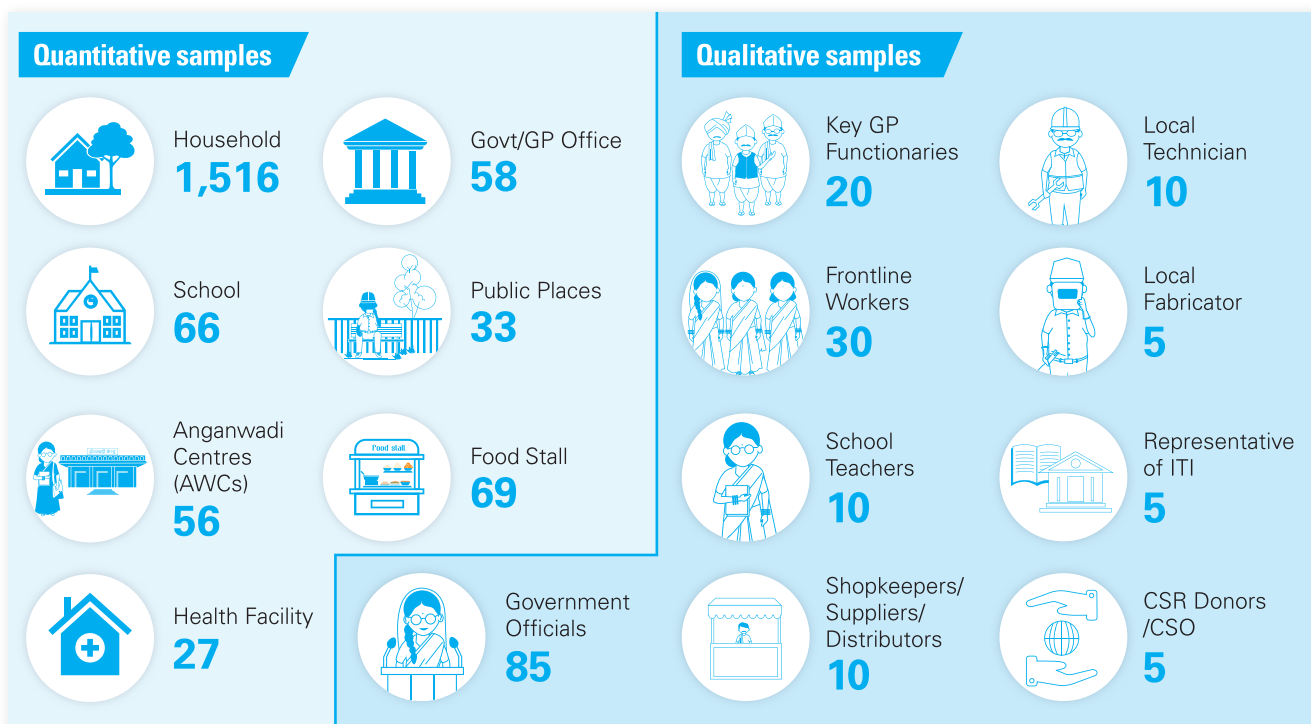 Quantitative samples
Household
1,516
Govt/GP Office
58
School
66
Public Places
33
Anganwadi
Centres
(AWCs)
56
Food stall
Food Stall
69
Health Facility
27
Qualitative samples
Key GP
Functionaries
20
Local
Technician
10
Frontline
Workers
30
Local
Fabricator
5
School
Teachers
10
Representative
of ITI
5
Government
Officials
85
Shopkeepers/
Suppliers/
Distributors
10
CSR Donors
/CSO
5